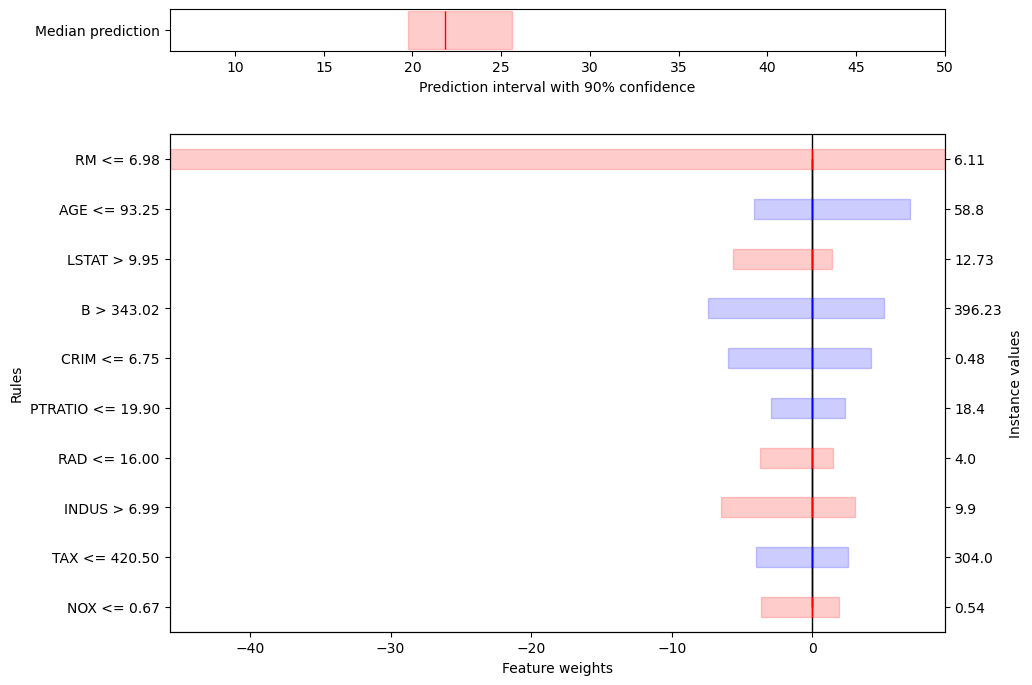 Median prediction
10 15 20 25 30 35 40 45 50
Prediction interval with 90% confidence
Rules
RM <= 6.98 6.11
AGE <= 93.25 58.8
LSTAT > 9.95 12.73
B > 343.02 396.23
CRIM <= 6.75 0.48
PTRATIO <= 19.90 18.4
RAD <= 16.00 4.0
INDUS > 6.99 9.9
TAX <= 420.50 304.0
NOX <= 0.67 0.54
Instance values
−40 −30 −20 −10 0
Feature weights